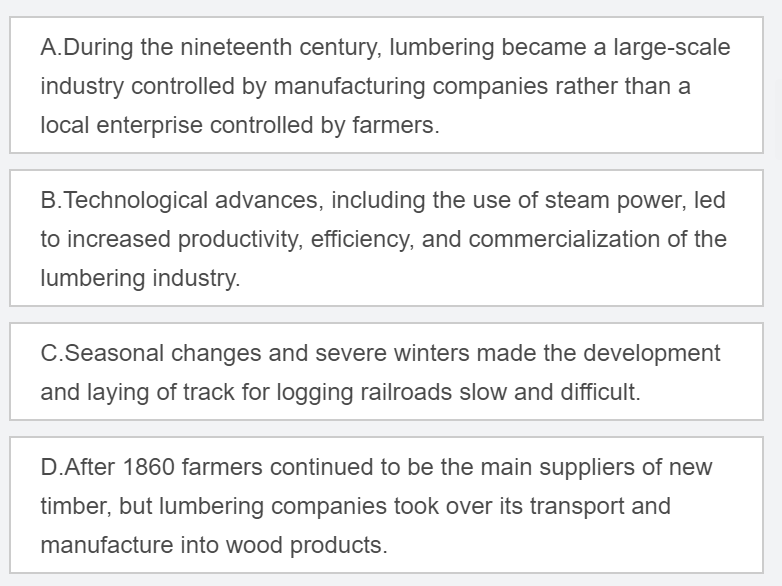 A.During the nineteenth century, lumbering became a large-scale
industry controlled by manufacturing companies rather than a
local enterprise controlled by farmers.
B.Technological advances, including the use of steam power, led
to increased productivity, efficiency, and commercialization of the
lumbering industry.
C.Seasonal changes and severe winters made the development
and laying of track for logging railroads slow and difficult.
D.After 1860 farmers continued to be the main suppliers of new
timber, but lumbering companies took over its transport and
manufacture into wood products.